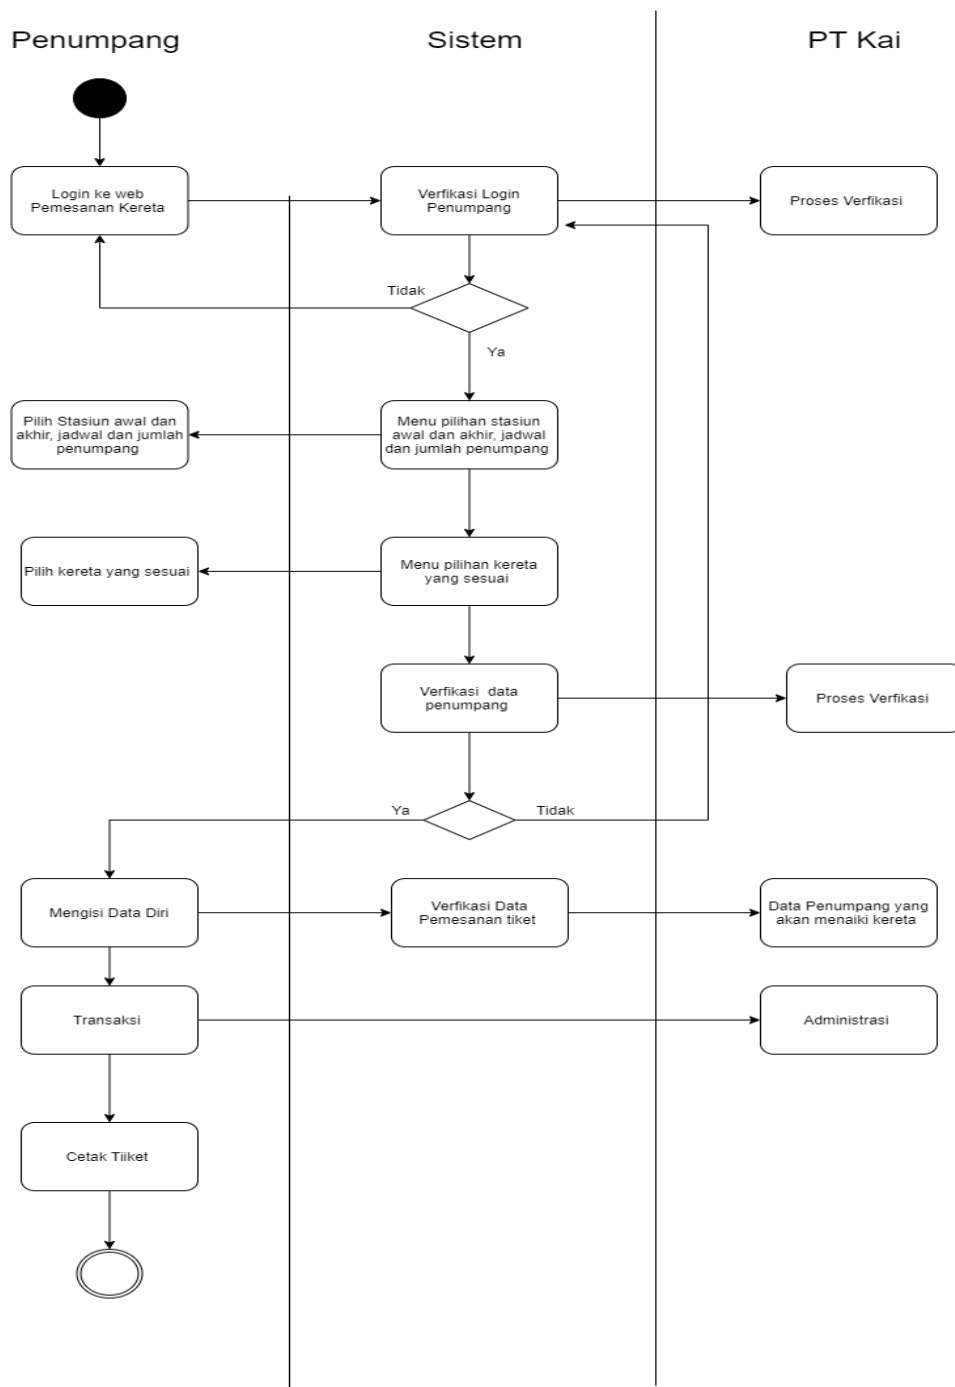 Penumpang
Sistem
PT Kai
Login ke web
Pemesanan Kereta
Verfikasi Login
Penumpang
Proses Verfikasi
Tidak
Ya
Pilih Stasiun awal dan
akhir, jadwal dan jumlah
penumpang
Menu pilihan stasiun
awal dan akhir, jadwal
dan jumlah penumpang
Pilih kereta yang sesuai
Menu pilihan kereta
yang sesuai
Verfikasi data
penumpang
Proses Verfikasi
Ya
Tidak
Mengisi Data Diri
Verfikasi Data
Pemesanan tiket
Data Penumpang yang
akan menaiki kereta
Transaksi
Administrasi
Cetak Tiiket